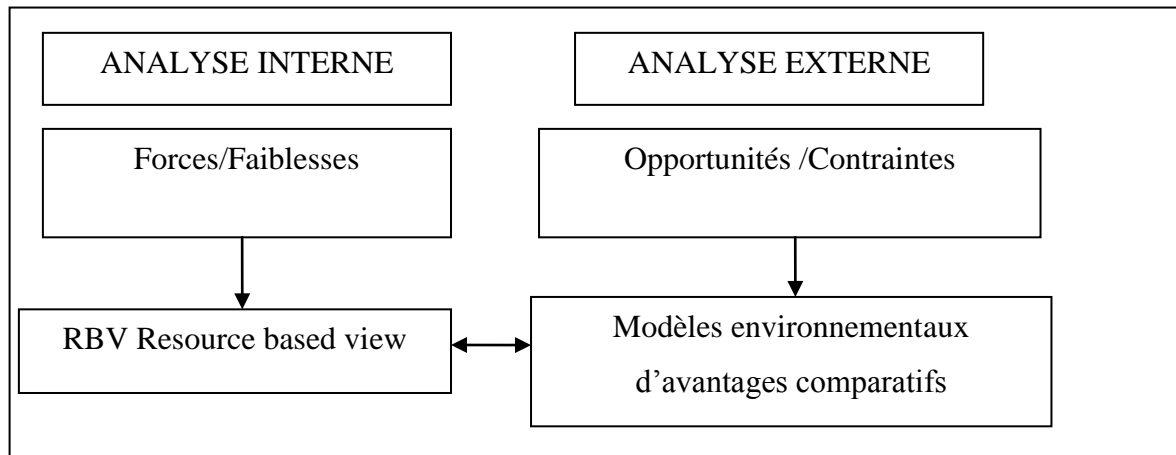 ANALYSE INTERNE
ANALYSE EXTERNE
Forces/Faiblesses
Opportunités /Contraintes
RBV Resource based view
Modèles environnementaux
d’avantages comparatifs